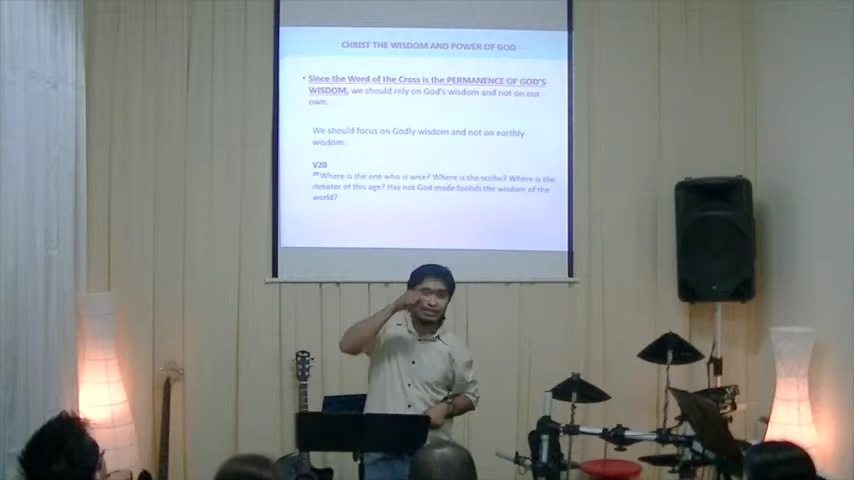 CHRIST THE WISDOM AND POWER OF GOD
• Since the Word of the Cross is the PERMANENCE OF GOD'S
WISDOM, we should rely on God's wisdom and not on our
own.
We should focus on Godly wisdom and not on earthly
wisdom.
V20
20 Where is the one who is wise? Where is the scribe? Where is the
debater of this age? Has not God made foolish the wisdom of the
world?